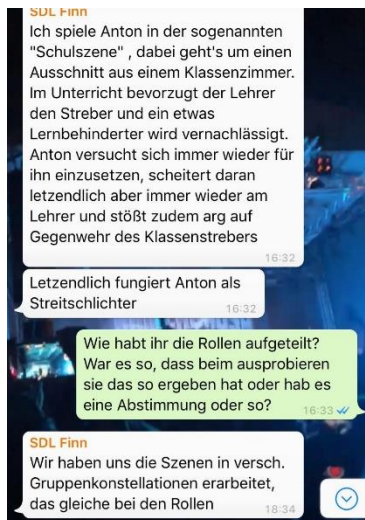 SDL Finn
Ich spiele Anton in der sogenannten
"Schulszene" , dabei geht's um einen
Ausschnitt aus einem Klassenzimmer.
Im Unterricht bevorzugt der Lehrer
den Streber und ein etwas
Lernbehinderter wird vernachlässigt.
Anton versucht sich immer wieder für
ihn einzusetzen, scheitert daran
letzendlich aber immer wieder am
Lehrer und stößt zudem arg auf
Gegenwehr des Klassenstrebers
16:32
Letzendlich fungiert Anton als
Streitschlichter
16:32
Wie habt ihr die Rollen aufgeteilt?
War es so, dass beim ausprobieren
sie das so ergeben hat oder hab es
eine Abstimmung oder so?
16:33
SDL Finn
Wir haben uns die Szenen in versch.
Gruppenkonstellationen erarbeitet,
das gleiche bei den Rollen
18:34